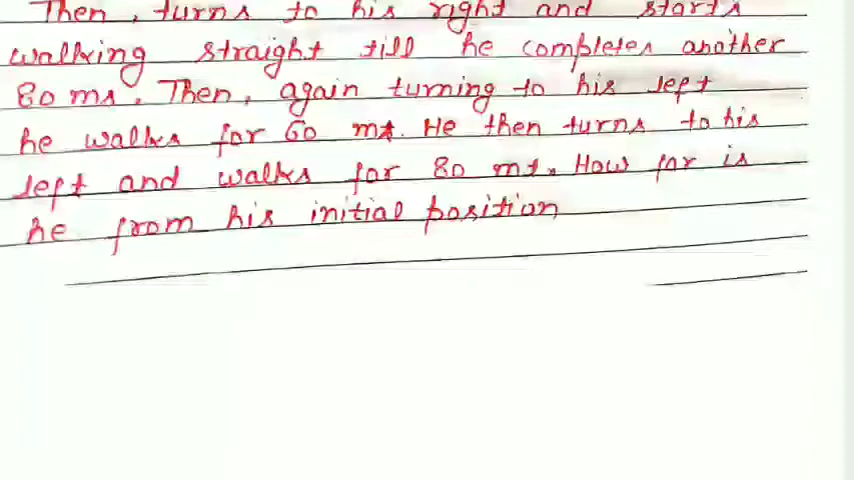 Then, turns to his right and starts
walking straight till he completes another
80 ms. Then, again turning to his left
he walks for 60 mt. He then turns to his
left and walks for 80 mt. How far is
he from his initial position